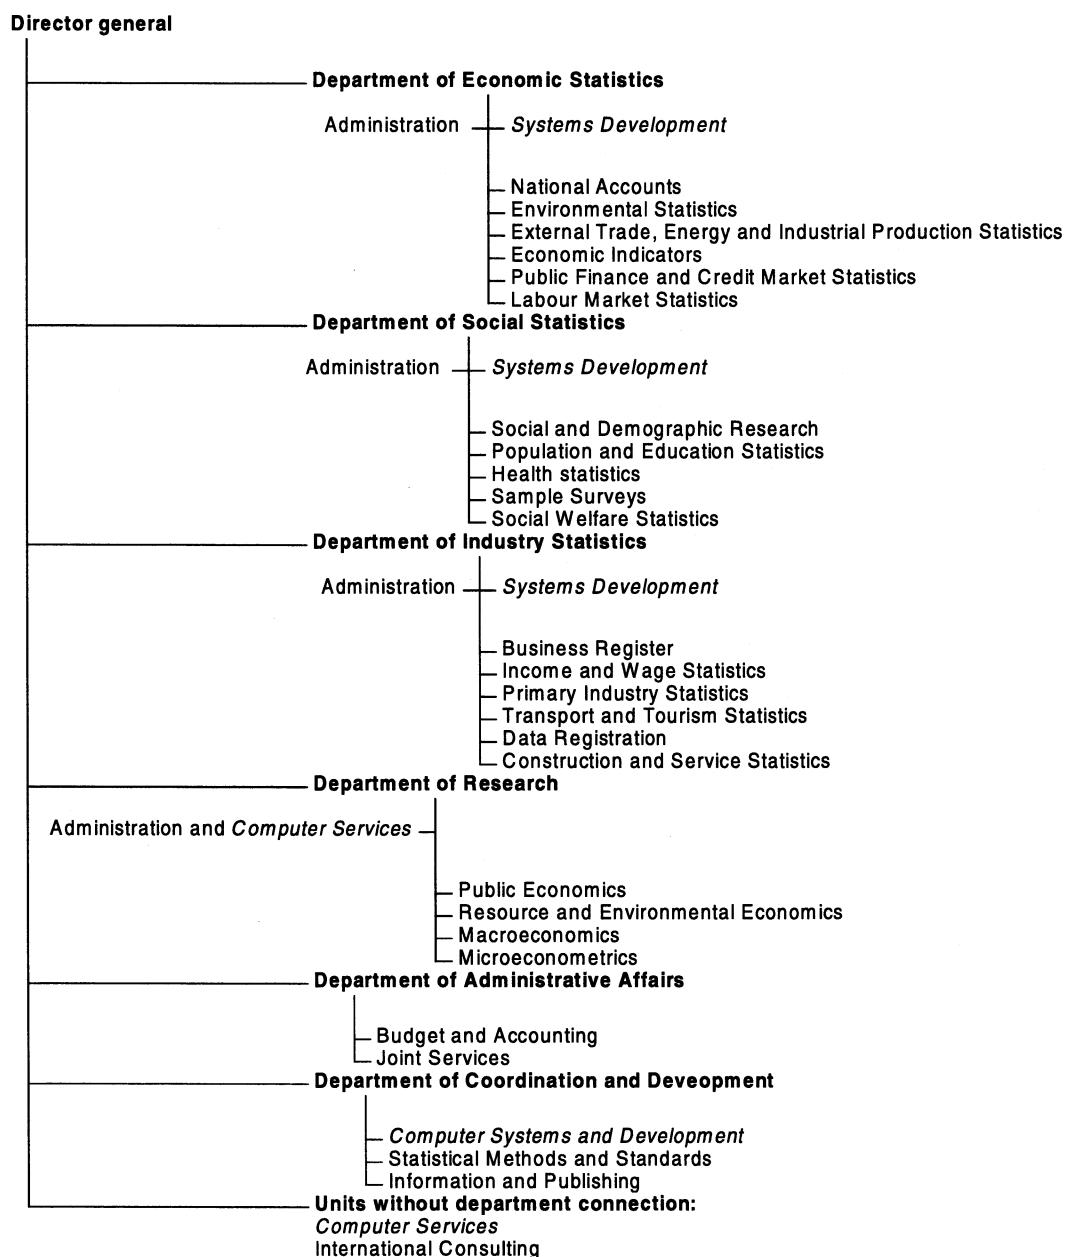 Director general
Department of Economic Statistics
Administration Systems Development
National Accounts
Environmental Statistics
External Trade, Energy and Industrial Production Statistics
Economic Indicators
Public Finance and Credit Market Statistics
Labour Market Statistics
Department of Social Statistics
Administration Systems Development
Social and Demographic Research
Population and Education Statistics
Health statistics
Sample Surveys
Social Welfare Statistics
Department of Industry Statistics
Administration Systems Development
Business Register
Income and Wage Statistics
Primary Industry Statistics
Transport and Tourism Statistics
Data Registration
Construction and Service Statistics
Department of Research
Administration and Computer Services
Public Economics
Resource and Environmental Economics
Macroeconomics
Microeconometrics
Department of Administrative Affairs
Budget and Accounting
Joint Services
Department of Coordination and Deveopment
Computer Systems and Development
Statistical Methods and Standards
Information and Publishing
Units without department connection:
Computer Services
International Consulting